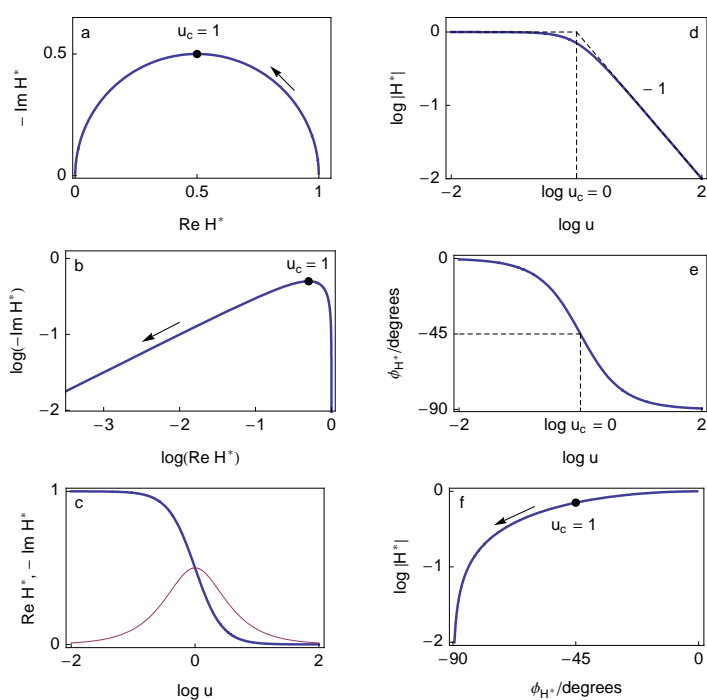 a
u_c = 1
0.5
0
− Im H*
0
0.5
1
Re H*
d
0
−1
−2
log |H*|
− 1
−2
log u_c = 0
2
log u
b
u_c = 1
0
−1
−2
log(−Im H*)
−3
−2
−1
0
log(Re H*)
e
0
−45
−90
ϕ_H*/degrees
−2
log u_c = 0
2
log u
c
1
0
Re H*, − Im H*
−2
0
2
log u
f
0
−1
−2
log |H*|
u_c = 1
−90
−45
0
ϕ_H*/degrees